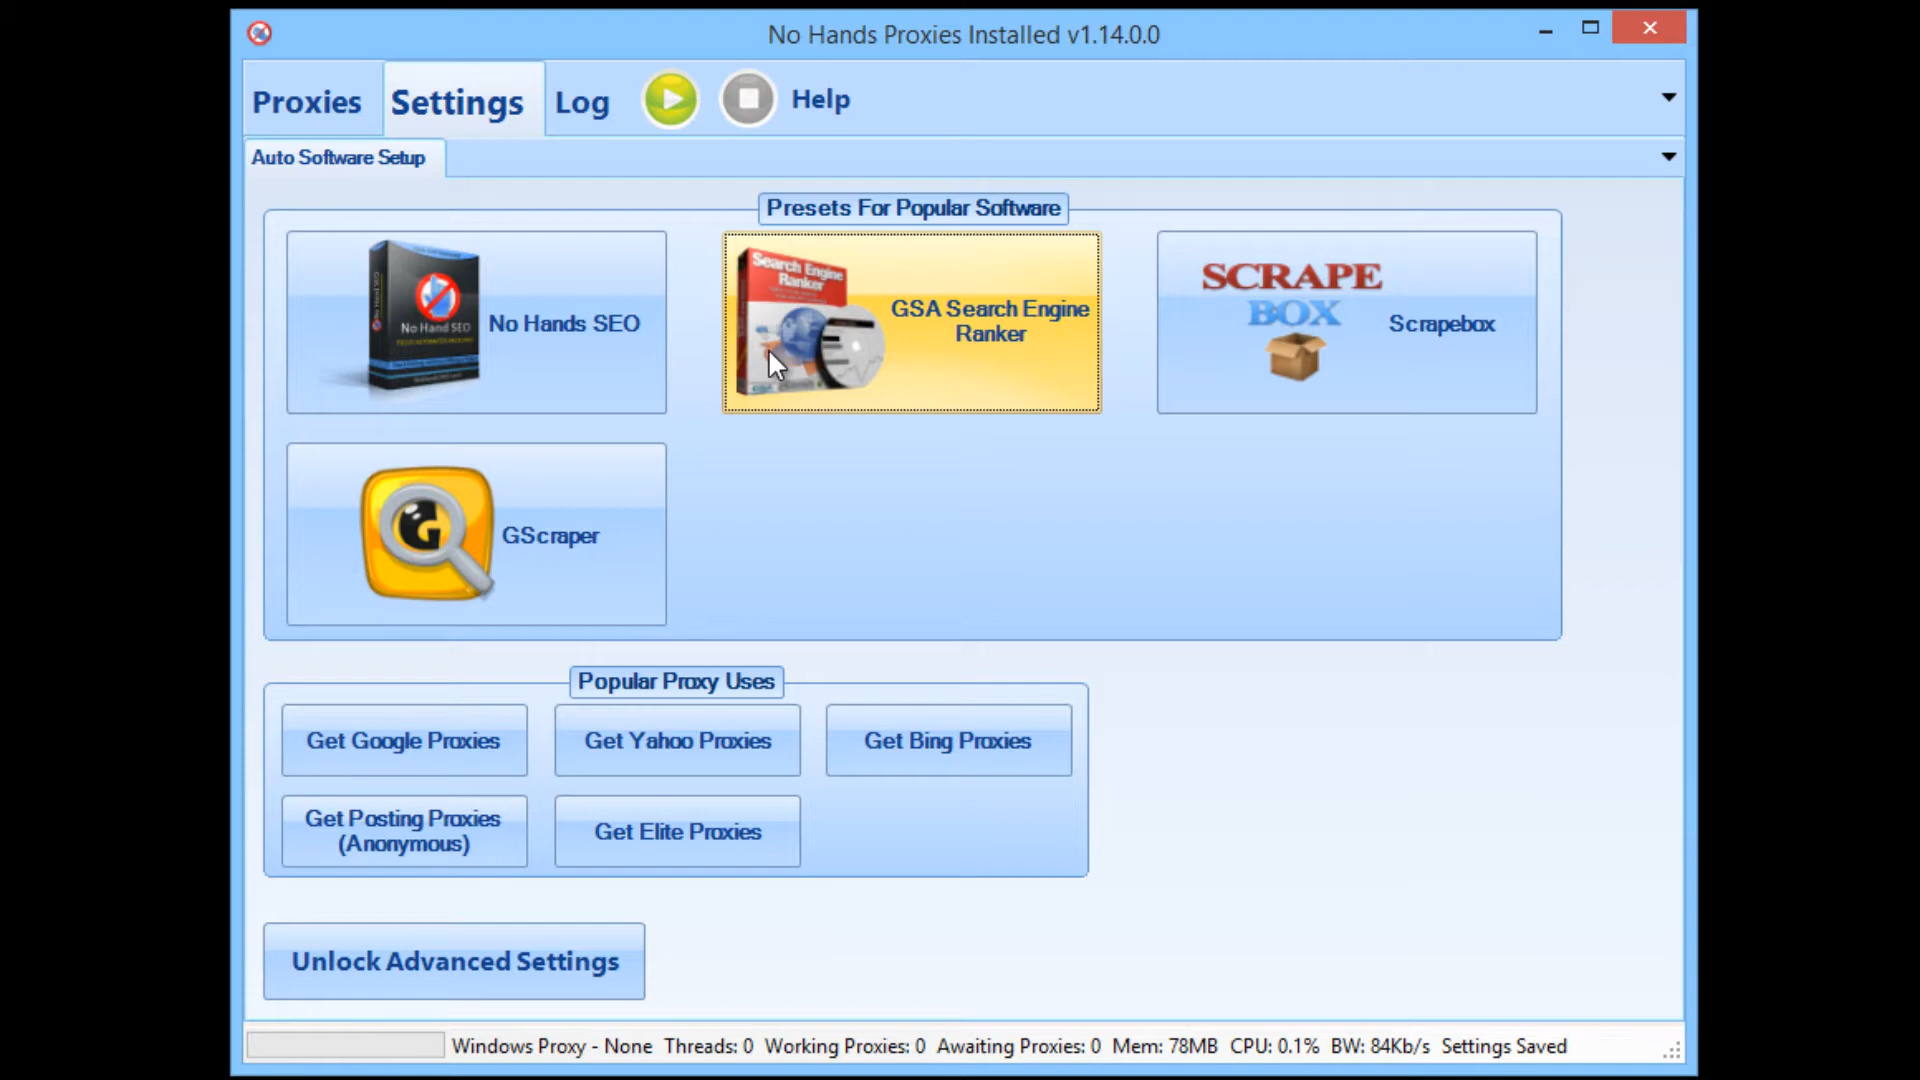 No Hands Proxies Installed v1.14.0.0
Proxies
Settings
Log
Help
Auto Software Setup
Presets For Popular Software
No Hand SEO
No Hands SEO
Search Engine
Ranker
GSA Search Engine
Ranker
SCRAPE
BOX
Scrapebox
G
GScraper
Popular Proxy Uses
Get Google Proxies
Get Yahoo Proxies
Get Bing Proxies
Get Posting Proxies
(Anonymous)
Get Elite Proxies
Unlock Advanced Settings
Windows Proxy - None Threads: 0 Working Proxies: 0 Awaiting Proxies: 0 Mem: 78MB CPU: 0.1% BW: 84Kb/s Settings Saved